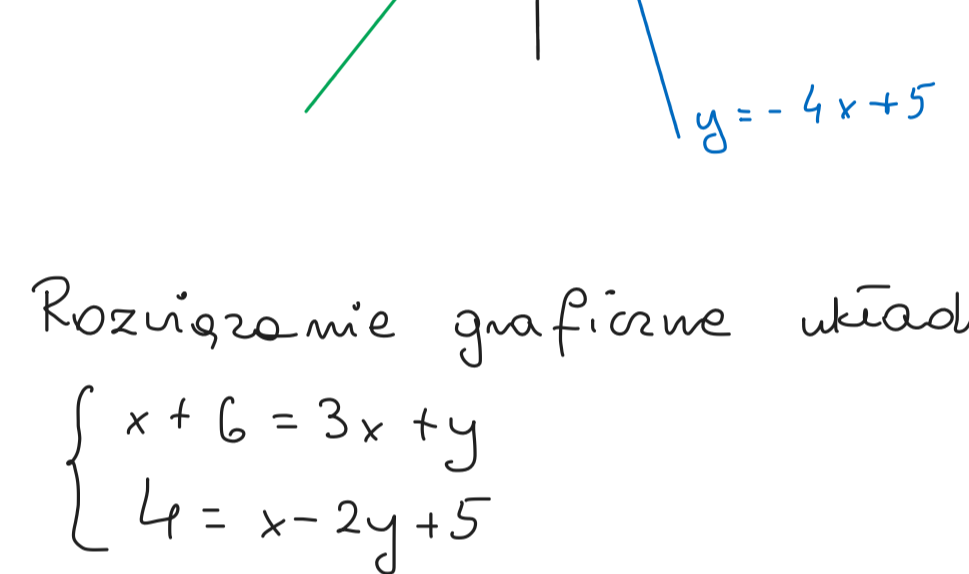 y = - 4x + 5
Rozwiązanie graficzne układ
x + 6 = 3x + y
4 = x - 2y + 5